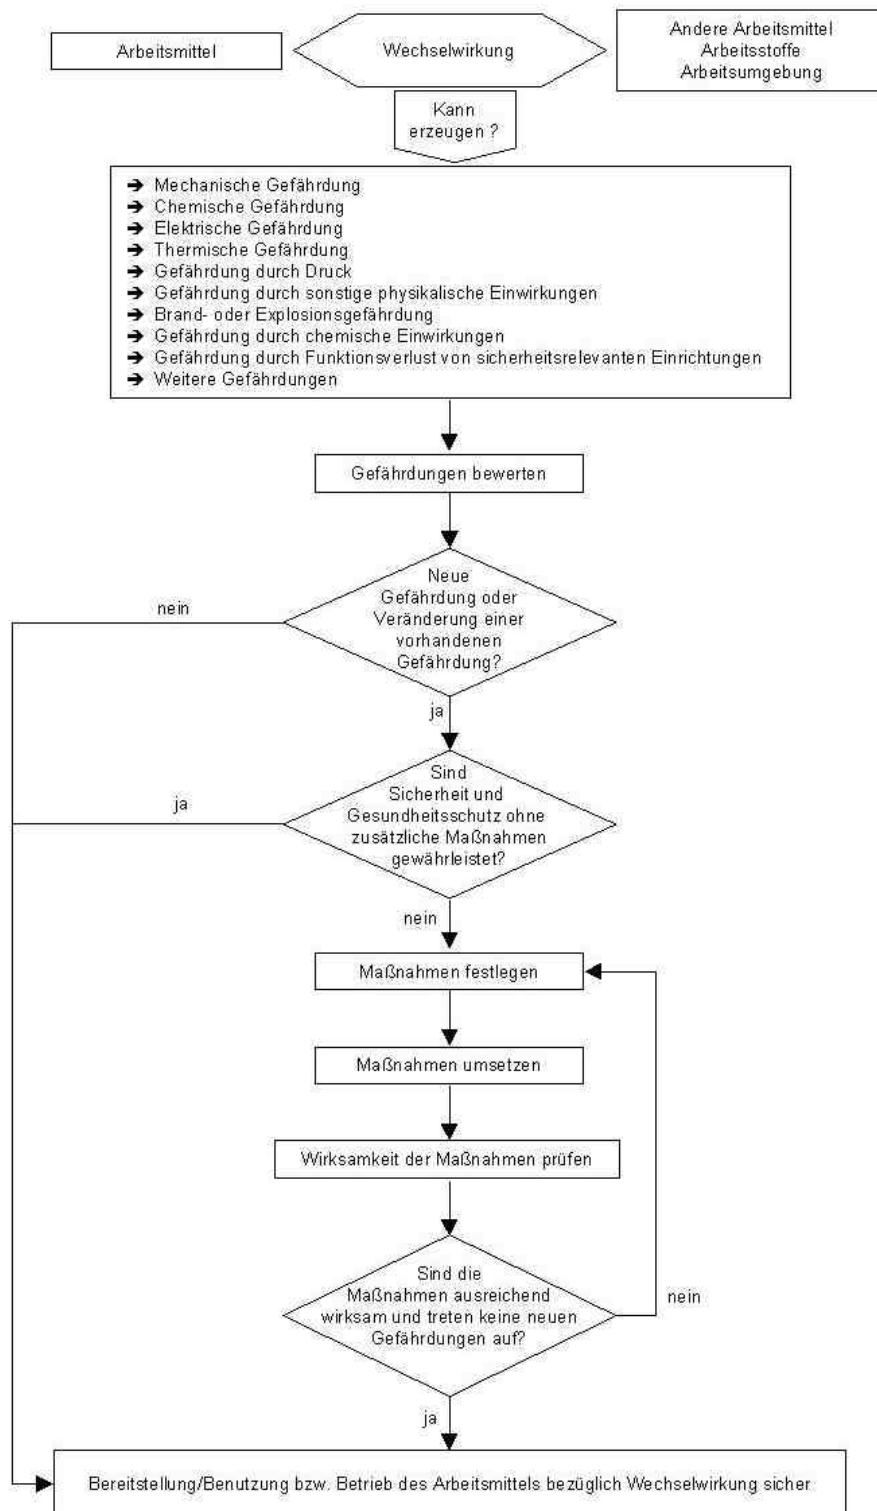 Arbeitsmittel
Wechselwirkung
Andere Arbeitsmittel
Arbeitsstoffe
Arbeitsumgebung
Kann
erzeugen ?
➔ Mechanische Gefährdung
➔ Chemische Gefährdung
➔ Elektrische Gefährdung
➔ Thermische Gefährdung
➔ Gefährdung durch Druck
➔ Gefährdung durch sonstige physikalische Einwirkungen
➔ Brand- oder Explosionsgefährdung
➔ Gefährdung durch chemische Einwirkungen
➔ Gefährdung durch Funktionsverlust von sicherheitsrelevanten Einrichtungen
➔ Weitere Gefährdungen
Gefährdungen bewerten
Neue
Gefährdung oder
Veränderung einer
vorhandenen
Gefährdung?
nein
ja
Sind
Sicherheit und
Gesundheitsschutz ohne
zusätzliche Maßnahmen
gewährleistet?
ja
nein
Maßnahmen festlegen
Maßnahmen umsetzen
Wirksamkeit der Maßnahmen prüfen
Sind die
Maßnahmen ausreichend
wirksam und treten keine neuen
Gefährdungen auf?
nein
ja
Bereitstellung/Benutzung bzw. Betrieb des Arbeitsmittels bezüglich Wechselwirkung sicher